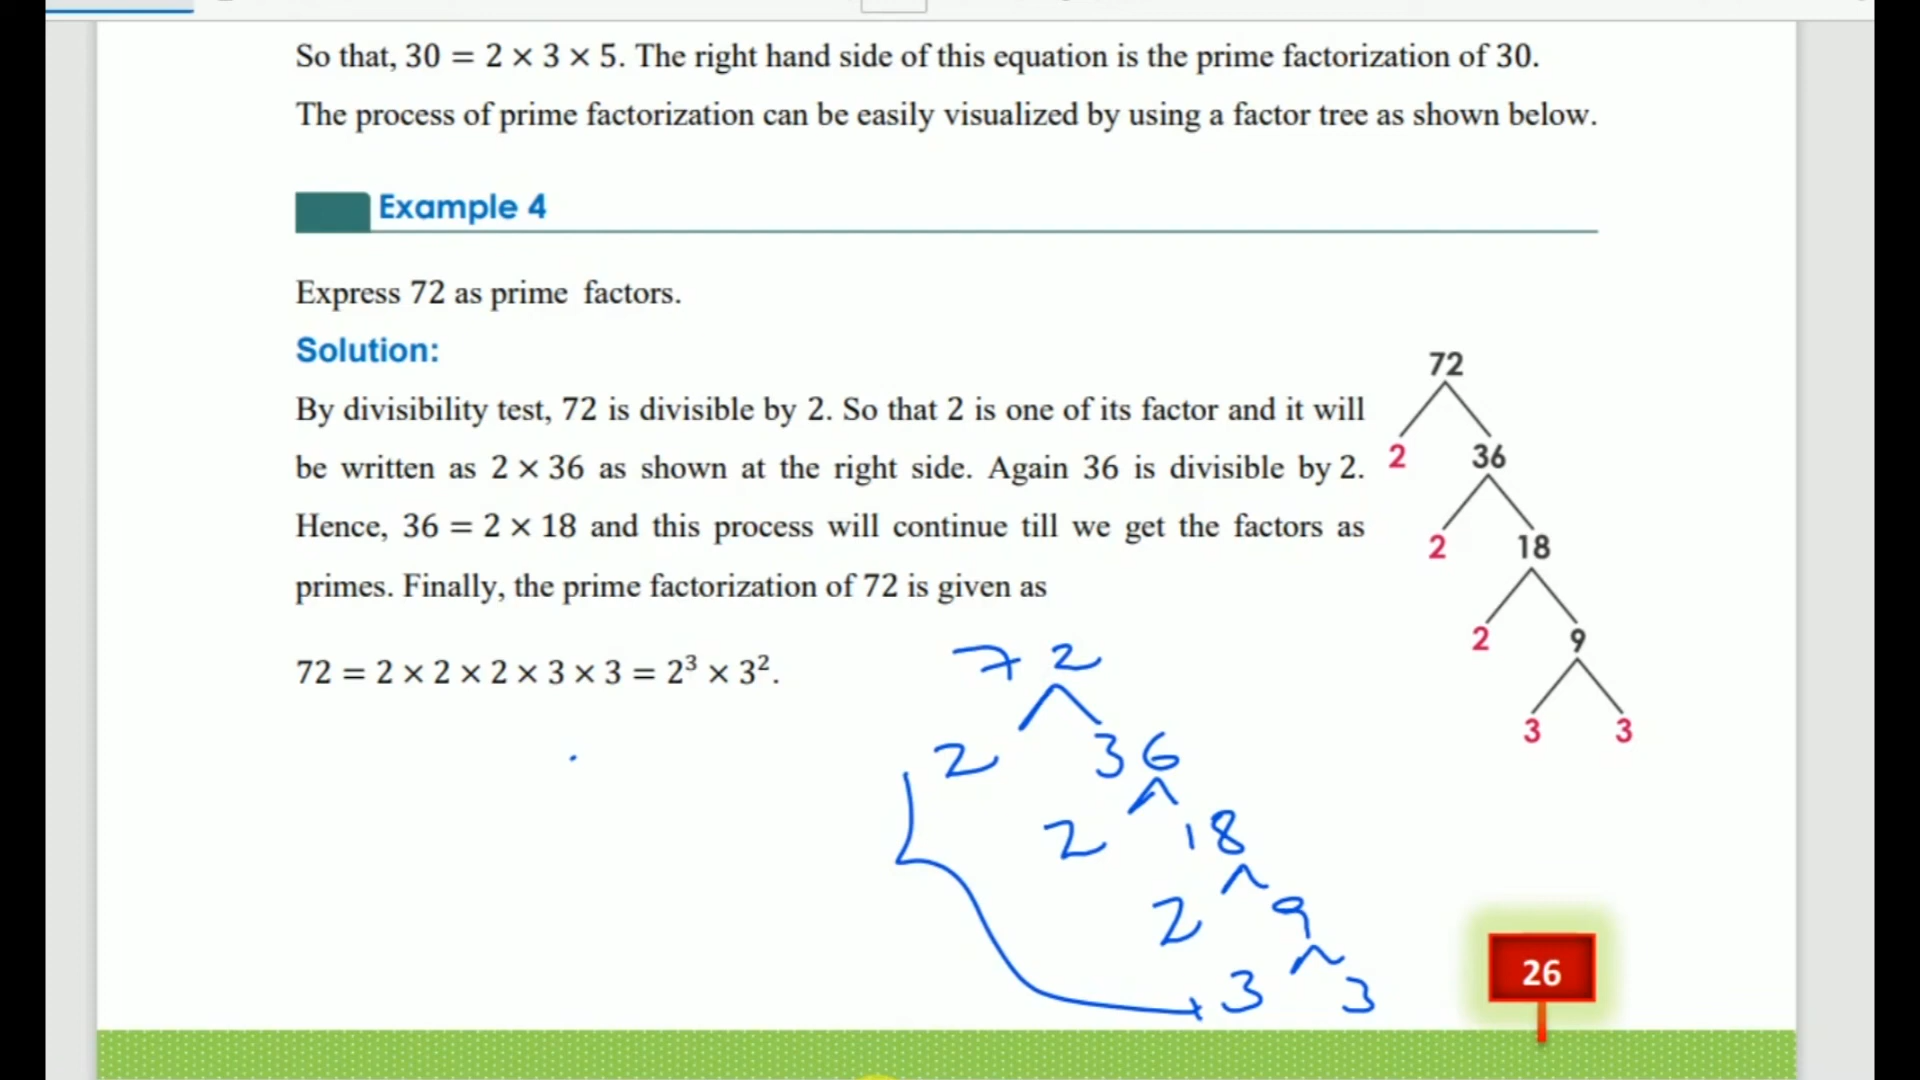 So that, 30 = 2 × 3 × 5. The right hand side of this equation is the prime factorization of 30.
The process of prime factorization can be easily visualized by using a factor tree as shown below.
Example 4
Express 72 as prime factors.
Solution:
By divisibility test, 72 is divisible by 2. So that 2 is one of its factor and it will
be written as 2 × 36 as shown at the right side. Again 36 is divisible by 2.
Hence, 36 = 2 × 18 and this process will continue till we get the factors as
primes. Finally, the prime factorization of 72 is given as
72 = 2 × 2 × 2 × 3 × 3 = 2³ × 3².
72
2 36
2 18
2 9
3 3
72
2 36
2 18
2 9
3 3
26